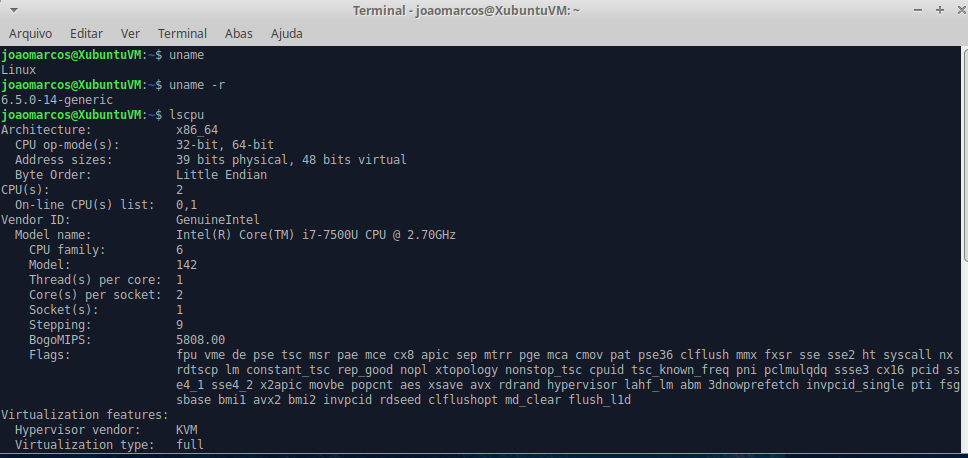 Terminal - joaomarcos@XubuntuVM: ~
Arquivo Editar Ver Terminal Abas Ajuda
joaomarcos@XubuntuVM:~$ uname
Linux
joaomarcos@XubuntuVM:~$ uname -r
6.5.0-14-generic
joaomarcos@XubuntuVM:~$ lscpu
Architecture:            x86_64
  CPU op-mode(s):        32-bit, 64-bit
  Address sizes:         39 bits physical, 48 bits virtual
  Byte Order:            Little Endian
CPU(s):                  2
  On-line CPU(s) list:   0,1
Vendor ID:               GenuineIntel
  Model name:            Intel(R) Core(TM) i7-7500U CPU @ 2.70GHz
    CPU family:          6
    Model:               142
    Thread(s) per core:  1
    Core(s) per socket:  2
    Socket(s):           1
    Stepping:            9
    BogoMIPS:            5808.00
    Flags:               fpu vme de pse tsc msr pae mce cx8 apic sep mtrr pge mca cmov pat pse36 clflush mmx fxsr sse sse2 ht syscall nx
                         rdtscp lm constant_tsc rep_good nopl xtopology nonstop_tsc cpuid tsc_known_freq pni pclmulqdq ssse3 cx16 pcid ss
                         e4_1 sse4_2 x2apic movbe popcnt aes xsave avx rdrand hypervisor lahf_lm abm 3dnowprefetch invpcid_single pti fsg
                         sbase bmi1 avx2 bmi2 invpcid rdseed clflushopt md_clear flush_l1d
Virtualization features:
  Hypervisor vendor:     KVM
  Virtualization type:   full